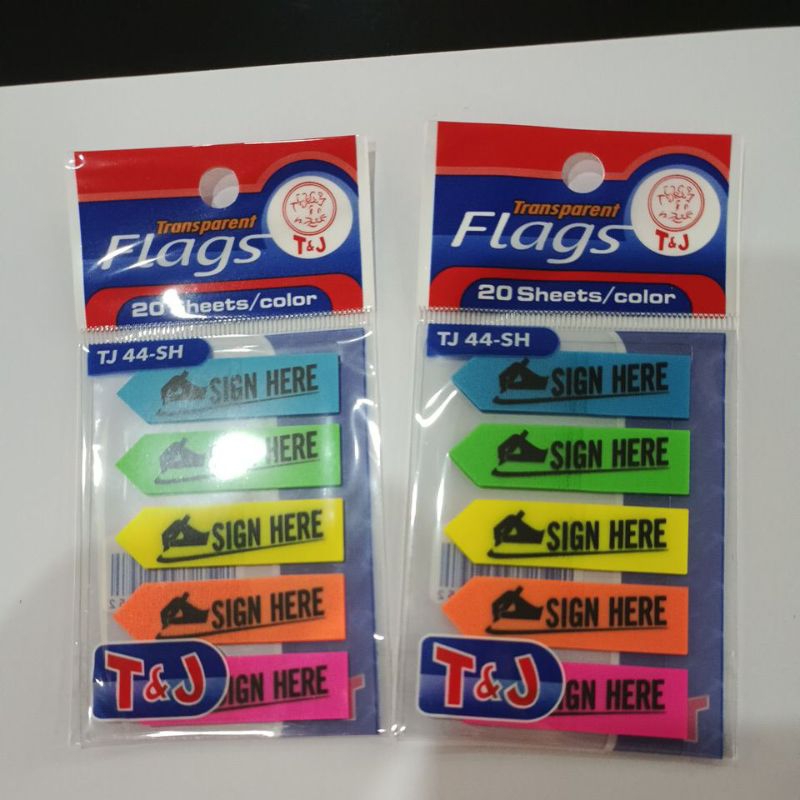 Transparent
Flags
T&J
20 Sheets/color
TJ 44-SH
SIGN HERE
HERE
SIGN HERE
SIGN HERE
T&J
IGN HERE
Transparent
Flags
T&J
20 Sheets/color
TJ 44-SH
SIGN HERE
SIGN HERE
SIGN HERE
SIGN HERE
T&J
GN HERE